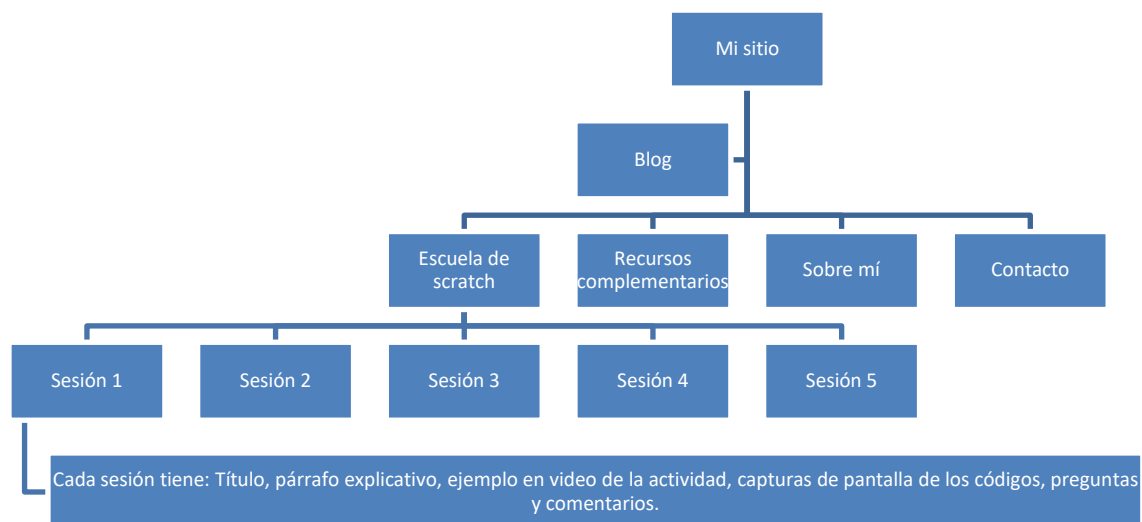 Mi sitio
Blog
Escuela de
scratch
Recursos
complementarios
Sobre mí
Contacto
Sesión 1
Sesión 2
Sesión 3
Sesión 4
Sesión 5
Cada sesión tiene: Título, párrafo explicativo, ejemplo en video de la actividad, capturas de pantalla de los códigos, preguntas
y comentarios.